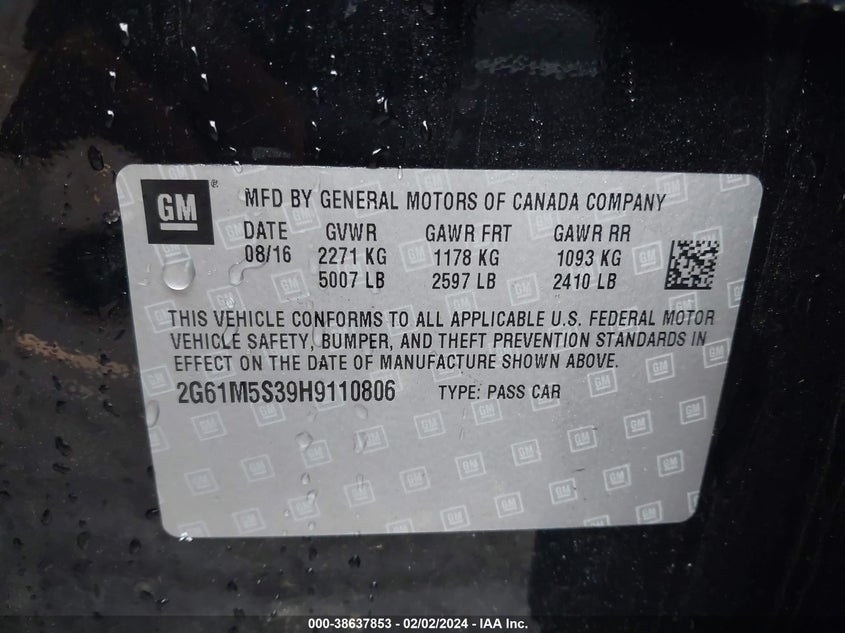 GM ® MFD BY GENERAL MOTORS OF CANADA COMPANY
DATE GVWR GAWR FRT GAWR RR
08/16 2271 KG 1178 KG 1093 KG
5007 LB 2597 LB 2410 LB
THIS VEHICLE CONFORMS TO ALL APPLICABLE U.S. FEDERAL MOTOR
VEHICLE SAFETY, BUMPER, AND THEFT PREVENTION STANDARDS IN
EFFECT ON THE DATE OF MANUFACTURE SHOWN ABOVE.
2G61M5S39H9110806 TYPE: PASS CAR
000-38637853 - 02/02/2024 - IAA Inc.